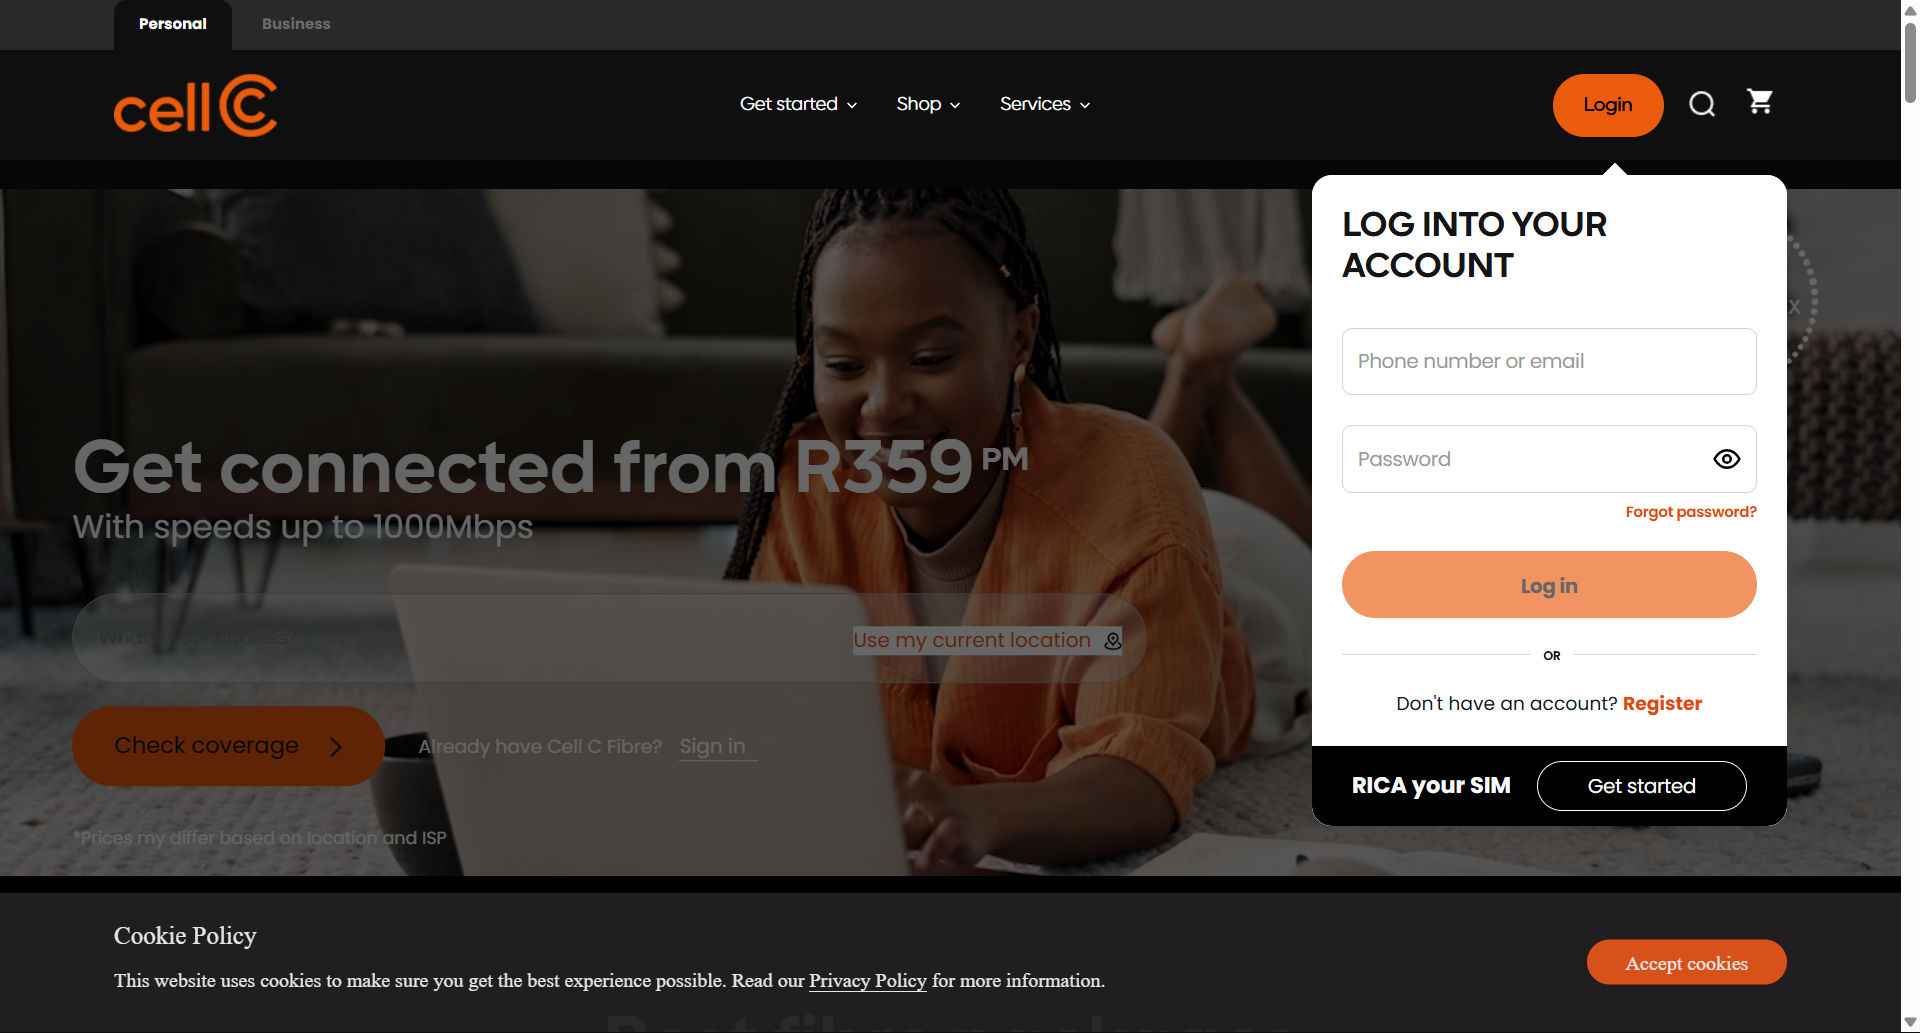 Personal
Business
cell C
Get started
Shop
Services
Login
LOG INTO YOUR
ACCOUNT
Phone number or email
Password
Forgot password?
Log in
OR
Don't have an account? Register
RICA your SIM
Get started
x
Get connected from R359 PM
With speeds up to 1000Mbps
What is your address?
Use my current location
Check coverage
Already have Cell C Fibre? Sign in
*Prices my differ based on location and ISP
Cookie Policy
This website uses cookies to make sure you get the best experience possible. Read our Privacy Policy for more information.
Accept cookies